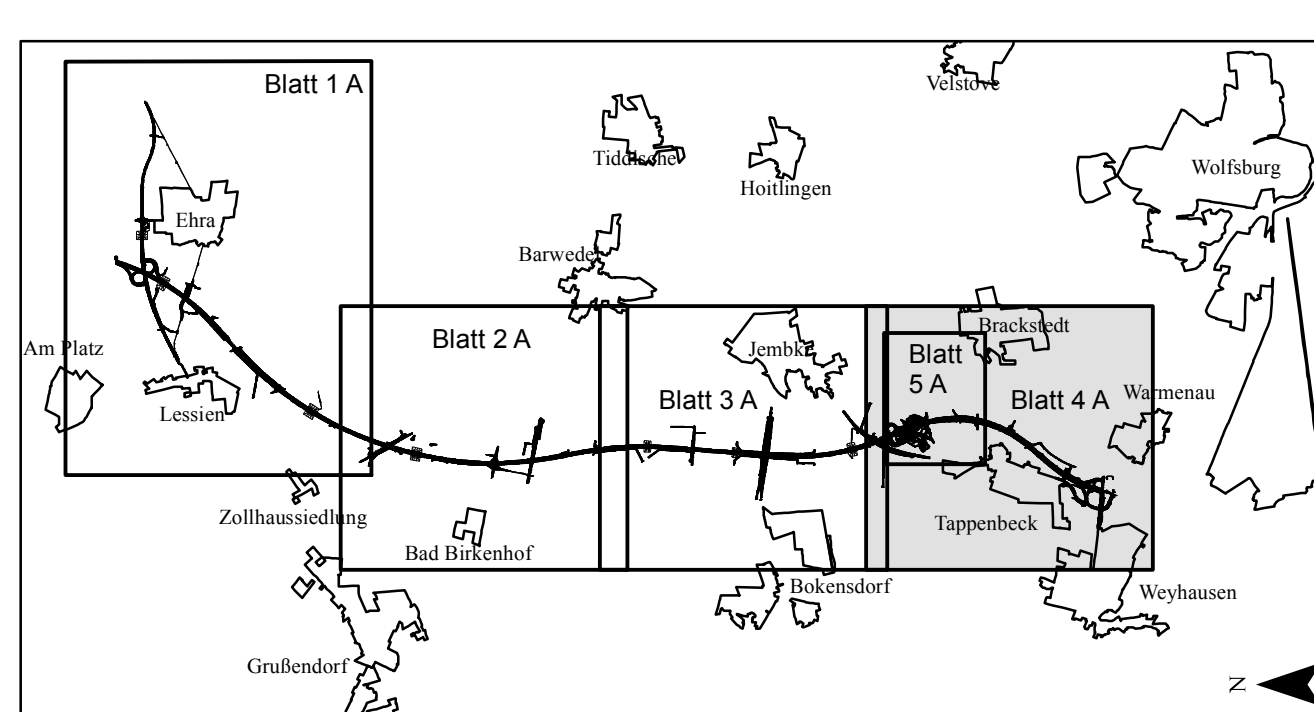 Blatt 1 A
Velstove
Tiddische
Hoitlingen
Wolfsburg
Ehra
Barwedel
Am Platz
Lessien
Blatt 2 A
Jembke
Brackstedt
Blatt
5 A
Blatt 3 A
Blatt 4 A
Warmenau
Zollhaussiedlung
Bad Birkenhof
Tappenbeck
Bokensdorf
Weyhausen
Grußendorf
N